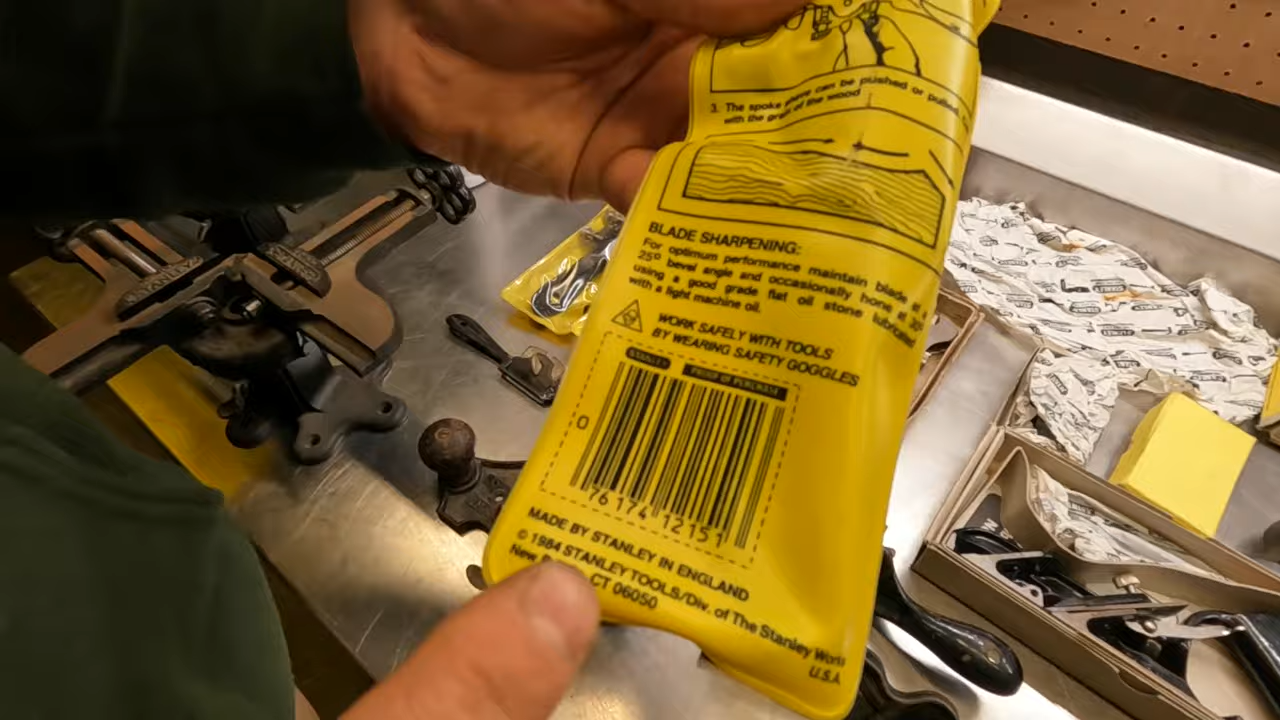 3. The spoke shave can be pushed or pulled
with the grain of the wood
BLADE SHARPENING:
For optimum performance maintain blade at a
25° bevel angle and occasionally hone at 30°
using a good grade flat oil stone lubricated
with a light machine oil.
WORK SAFELY WITH TOOLS
BY WEARING SAFETY GOGGLES
STANLEY PROOF OF PURCHASE
0
76174 12151
MADE BY STANLEY IN ENGLAND
© 1984 STANLEY TOOLS/Div. of The Stanley Works
New CT 06050
U.S.A
STANLEY